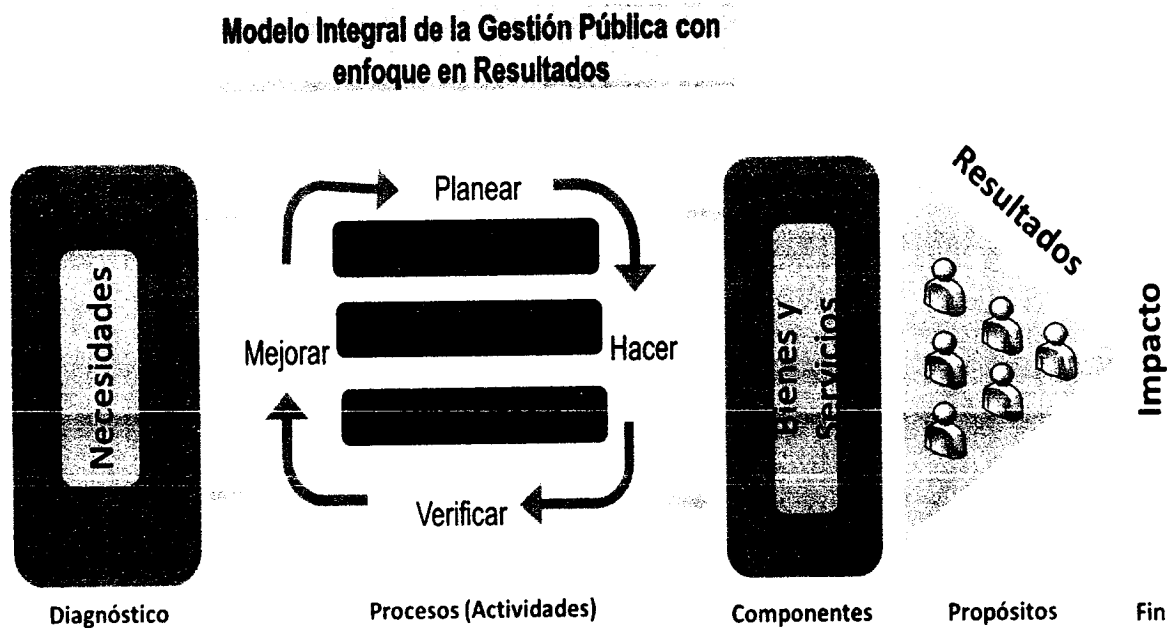 Modelo Integral de la Gestión Pública con
enfoque en Resultados
Necesidades
Planear
Hacer
Verificar
Mejorar
Bienes y
Servicios
Resultados
Impacto
Diagnóstico
Procesos (Actividades)
Componentes
Propósitos
Fin